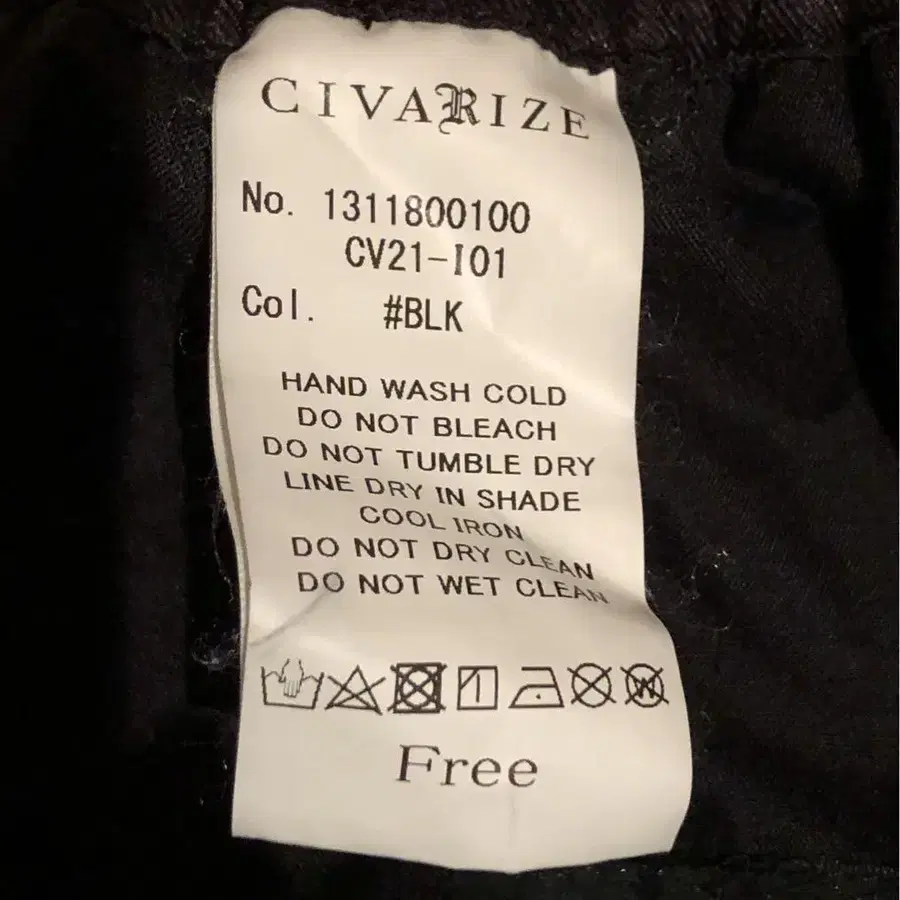 CIVARIZE
No. 1311800100
CV21-I01
Col. #BLK
HAND WASH COLD
DO NOT BLEACH
DO NOT TUMBLE DRY
LINE DRY IN SHADE
COOL IRON
DO NOT DRY CLEAN
DO NOT WET CLEAN
W
Free